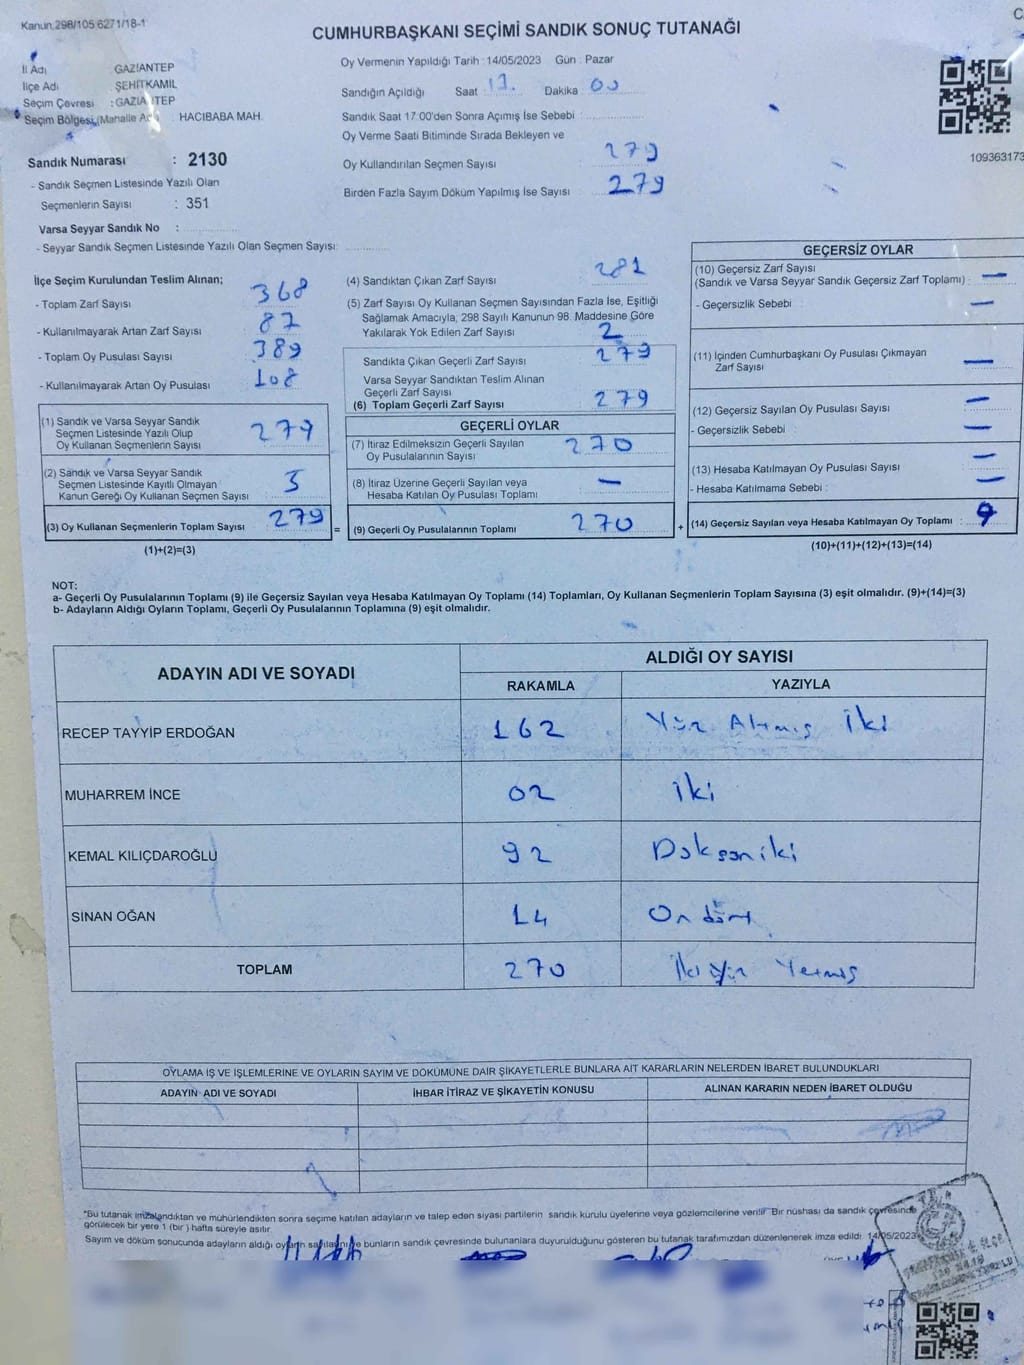 Kanun 298/105 6271/18-1
CUMHURBAŞKANI SEÇİMİ SANDIK SONUÇ TUTANAĞI
İl Adı GAZİANTEP
İlçe Adı ŞEHİTKAMİL
Seçim Çevresi : GAZİANTEP
Seçim Bölgesi (Mahalle Adı) HACIBABA MAH.
Sandık Numarası : 2130
- Sandık Seçmen Listesinde Yazılı Olan
Seçmenlerin Sayısı : 351
Varsa Seyyar Sandık No :
- Seyyar Sandık Seçmen Listesinde Yazılı Olan Seçmen Sayısı:
Oy Vermenin Yapıldığı Tarih : 14/05/2023 Gün : Pazar
Sandığın Açıldığı Saat : 17. Dakika : 00
Sandık Saat 17:00'den Sonra Açımış İse Sebebi :
Oy Verme Saati Bitiminde Sırada Bekleyen ve
Oy Kullandırılan Seçmen Sayısı : 279
Birden Fazla Sayım Döküm Yapılmış İse Sayısı : 279
109363173
İlçe Seçim Kurulundan Teslim Alınan;
- Toplam Zarf Sayısı : 368
- Kullanılmayarak Artan Zarf Sayısı : 87
- Toplam Oy Pusulası Sayısı : 389
- Kullanılmayarak Artan Oy Pusulası : 108
(1) Sandık ve Varsa Seyyar Sandık
Seçmen Listesinde Yazılı Olup
Oy Kullanan Seçmenlerin Sayısı : 279
(2) Sandık ve Varsa Seyyar Sandık
Seçmen Listesinde Kayıtlı Olmayan
Kanun Gereği Oy Kullanan Seçmen Sayısı :
(3) Oy Kullanan Seçmenlerin Toplam Sayısı : 279
(1)+(2)=(3)
=
(4) Sandıktan Çıkan Zarf Sayısı : 281
(5) Zarf Sayısı Oy Kullanan Seçmen Sayısından Fazla İse, Eşitliği
Sağlamak Amacıyla, 298 Sayılı Kanunun 98. Maddesine Göre
Yakılarak Yok Edilen Zarf Sayısı : 2
Sandıkta Çıkan Geçerli Zarf Sayısı : 279
Varsa Seyyar Sandıktan Teslim Alınan
Geçerli Zarf Sayısı :
(6) Toplam Geçerli Zarf Sayısı : 279
GEÇERLİ OYLAR
(7) İtiraz Edilmeksizin Geçerli Sayılan
Oy Pusulalarının Sayısı : 270
(8) İtiraz Üzerine Geçerli Sayılan veya
Hesaba Katılan Oy Pusulası Toplamı : —
(9) Geçerli Oy Pusulalarının Toplamı : 270
+
GEÇERSİZ OYLAR
(10) Geçersiz Zarf Sayısı
(Sandık ve Varsa Seyyar Sandık Geçersiz Zarf Toplamı) : —
- Geçersizlik Sebebi : —
(11) İçinden Cumhurbaşkanı Oy Pusulası Çıkmayan
Zarf Sayısı : —
(12) Geçersiz Sayılan Oy Pusulası Sayısı : —
- Geçersizlik Sebebi : —
(13) Hesaba Katılmayan Oy Pusulası Sayısı : —
- Hesaba Katılmama Sebebi : —
(14) Geçersiz Sayılan veya Hesaba Katılmayan Oy Toplamı : 9
(10)+(11)+(12)+(13)=(14)
NOT:
a- Geçerli Oy Pusulalarının Toplamı (9) ile Geçersiz Sayılan veya Hesaba Katılmayan Oy Toplamı (14) Toplamları, Oy Kullanan Seçmenlerin Toplam Sayısına (3) eşit olmalıdır. (9)+(14)=(3)
b- Adayların Aldığı Oyların Toplamı, Geçerli Oy Pusulalarının Toplamına (9) eşit olmalıdır.
ADAYIN ADI VE SOYADI ALDIĞI OY SAYISI
RAKAMLA YAZIYLA
RECEP TAYYİP ERDOĞAN 162 Yüz Altmış İki
MUHARREM İNCE 02 İki
KEMAL KILIÇDAROĞLU 92 Doksan iki
SİNAN OĞAN 14 On dört
TOPLAM 270 İki yüz Yetmiş
OYLAMA İŞ VE İŞLEMLERİNE VE OYLARIN SAYIM VE DÖKÜMÜNE DAİR ŞİKAYETLERLE BUNLARA AİT KARARLARIN NELERDEN İBARET BULUNDUKLARI
ADAYIN ADI VE SOYADI İHBAR İTİRAZ VE ŞİKAYETİN KONUSU ALINAN KARARIN NEDEN İBARET OLDUĞU
*Bu tutanak imzalandıktan ve mühürlendikten sonra seçime katılan adayların ve talep eden siyasi partilerin sandık kurulu üyelerine veya gözlemcilerine verilir. Bir nüshası da sandık çevresinde
görülecek bir yere 1 (bir) hafta süreyle asılır.
Sayım ve döküm sonucunda adayların aldığı oyların sayılayıni ve bunların sandık çevresinde bulunanlara duyurulduğunu gösteren bu tutanak tarafımızdan düzenlenerek imza edildi. 14/05/2023